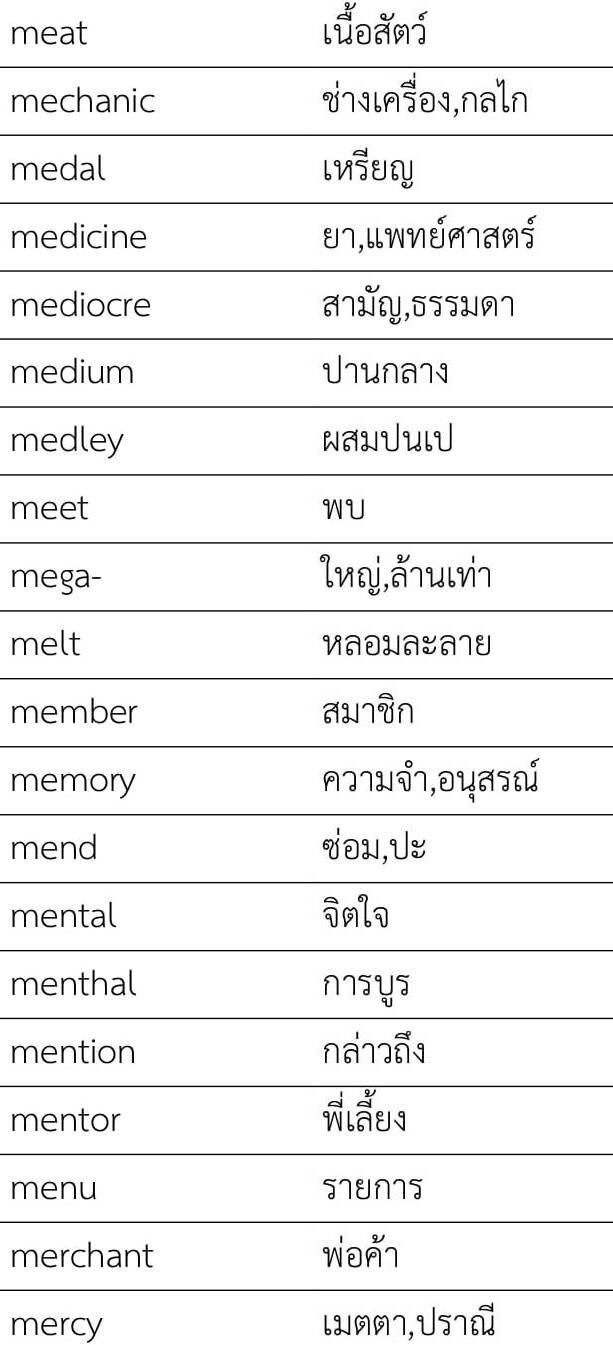 meat เนื้อสัตว์
mechanic ช่างเครื่อง,กลไก
medal เหรียญ
medicine ยา,แพทย์ศาสตร์
mediocre สามัญ,ธรรมดา
medium ปานกลาง
medley ผสมปนเป
meet พบ
mega- ใหญ่,ล้านเท่า
melt หลอมละลาย
member สมาชิก
memory ความจำ,อนุสรณ์
mend ซ่อม,ปะ
mental จิตใจ
menthal การบูร
mention กล่าวถึง
mentor พี่เลี้ยง
menu รายการ
merchant พ่อค้า
mercy เมตตา,ปราณี